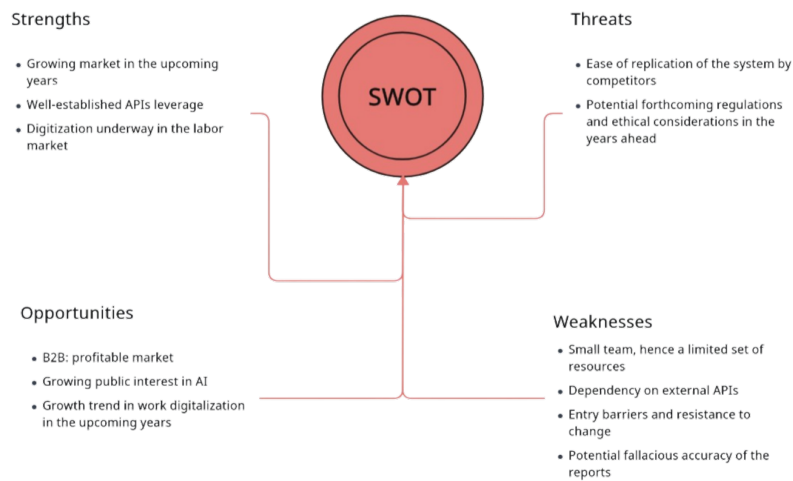 Strengths
• Growing market in the upcoming
years
• Well-established APIs leverage
• Digitization underway in the labor
market
SWOT
Threats
• Ease of replication of the system by
competitors
• Potential forthcoming regulations
and ethical considerations in the
years ahead
Opportunities
• B2B: profitable market
• Growing public interest in AI
• Growth trend in work digitalization
in the upcoming years
Weaknesses
• Small team, hence a limited set of
resources
• Dependency on external APIs
• Entry barriers and resistance to
change
• Potential fallacious accuracy of the
reports